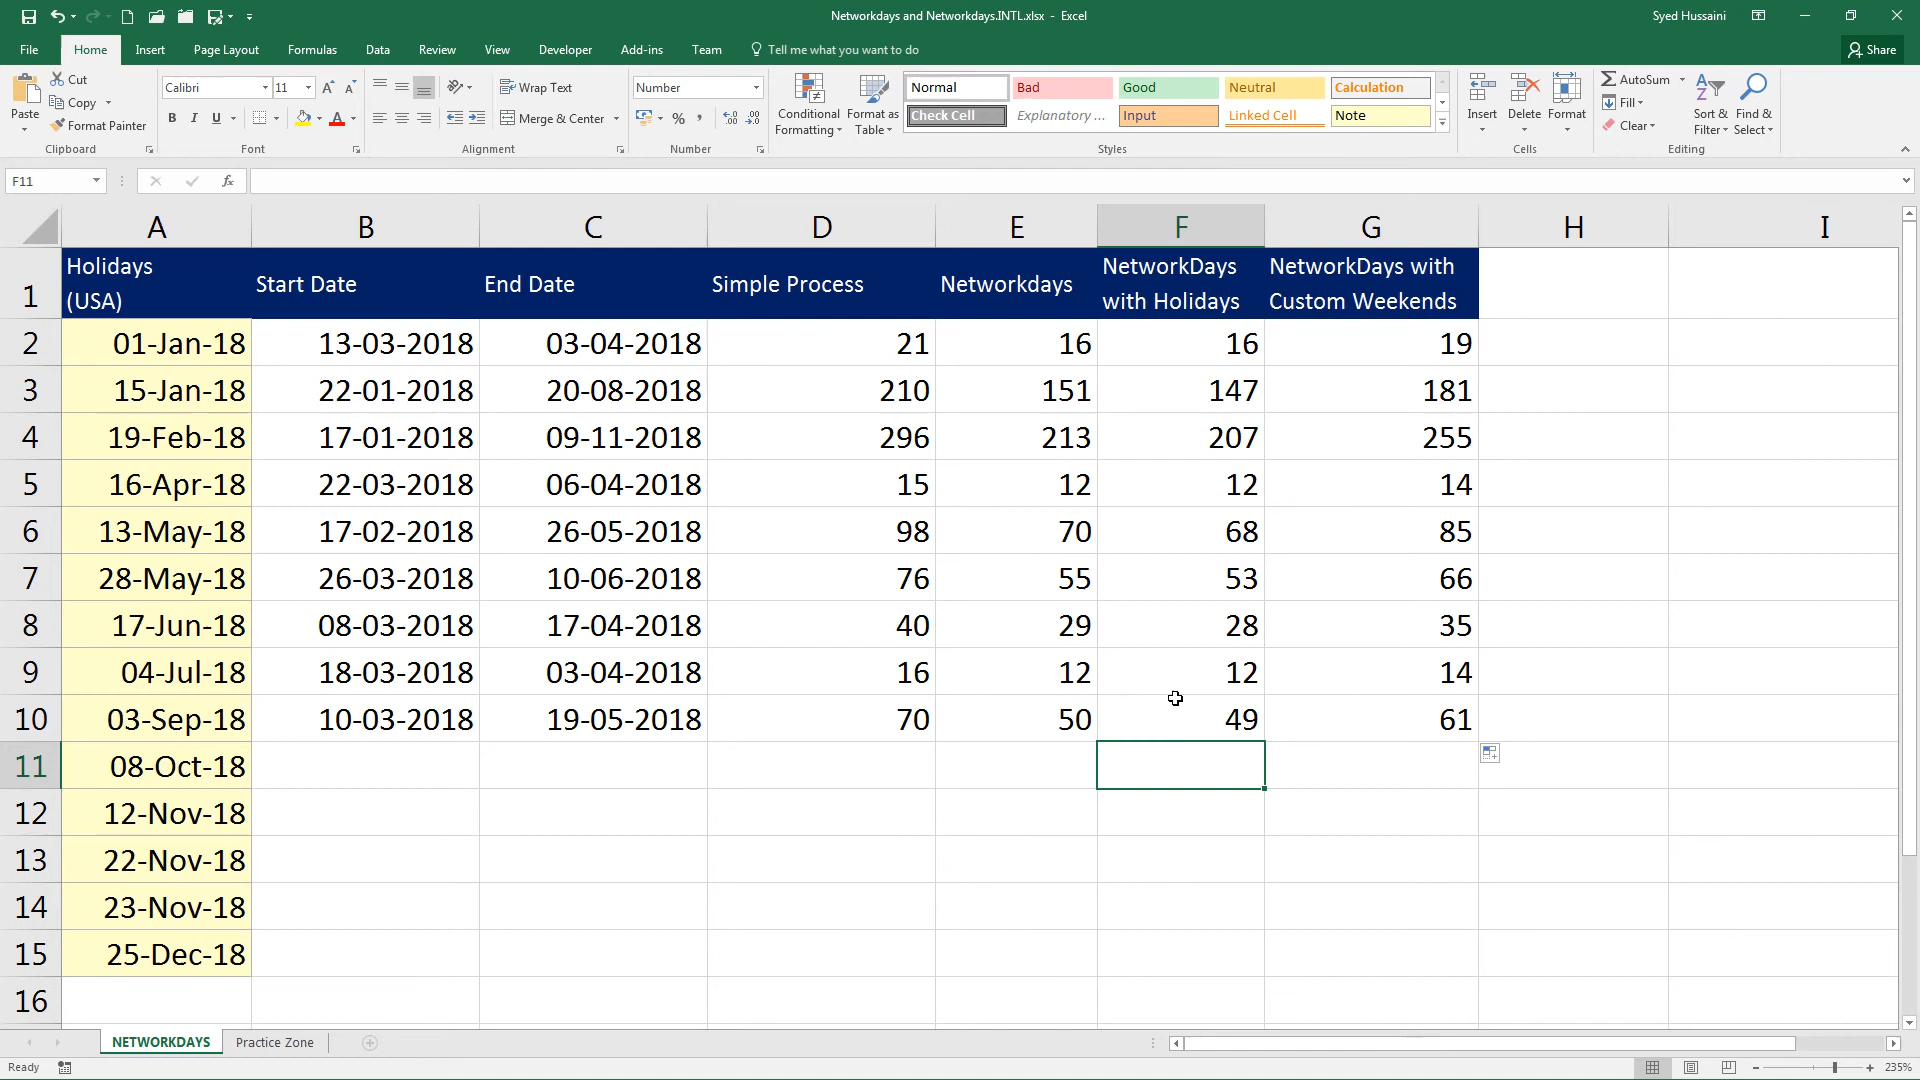 Networkdays and Networkdays.INTL.xlsx - Excel
Syed Hussaini
File Home Insert Page Layout Formulas Data Review View Developer Add-ins Team Tell me what you want to do Share
Paste
Cut
Copy
Format Painter
Clipboard
Calibri 11
B I U
A A
Font
Wrap Text
Merge & Center
Alignment
Number
%
Number
Conditional Formatting
Format as Table
Normal Bad Good Neutral Calculation
Check Cell Explanatory ... Input Linked Cell Note
Styles
Insert Delete Format
Cells
AutoSum
Fill
Clear
Sort & Filter
Find & Select
Editing
F11 fx
A B C D E F G H I
1 Holidays (USA) Start Date End Date Simple Process Networkdays NetworkDays with Holidays NetworkDays with Custom Weekends
2 01-Jan-18 13-03-2018 03-04-2018 21 16 16 19
3 15-Jan-18 22-01-2018 20-08-2018 210 151 147 181
4 19-Feb-18 17-01-2018 09-11-2018 296 213 207 255
5 16-Apr-18 22-03-2018 06-04-2018 15 12 12 14
6 13-May-18 17-02-2018 26-05-2018 98 70 68 85
7 28-May-18 26-03-2018 10-06-2018 76 55 53 66
8 17-Jun-18 08-03-2018 17-04-2018 40 29 28 35
9 04-Jul-18 18-03-2018 03-04-2018 16 12 12 14
10 03-Sep-18 10-03-2018 19-05-2018 70 50 49 61
11 08-Oct-18
12 12-Nov-18
13 22-Nov-18
14 23-Nov-18
15 25-Dec-18
16
NETWORKDAYS Practice Zone
Ready 235%